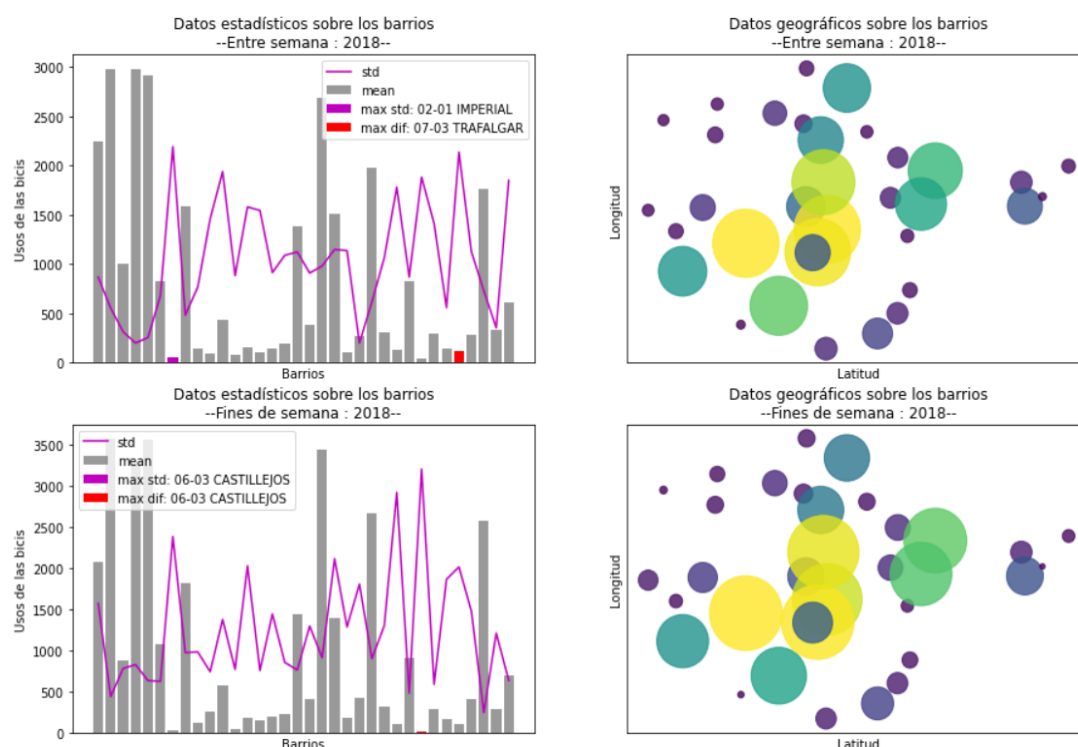 Datos estadísticos sobre los barrios
--Entre semana : 2018--
3000
2500
2000
1500
1000
500
0
Usos de las bicis
std
mean
max std: 02-01 IMPERIAL
max dif: 07-03 TRAFALGAR
Barrios
Datos geográficos sobre los barrios
--Entre semana : 2018--
Longitud
Latitud
Datos estadísticos sobre los barrios
--Fines de semana : 2018--
3500
3000
2500
2000
1500
1000
500
0
Usos de las bicis
std
mean
max std: 06-03 CASTILLEJOS
max dif: 06-03 CASTILLEJOS
Barrios
Datos geográficos sobre los barrios
--Fines de semana : 2018--
Longitud
Latitud